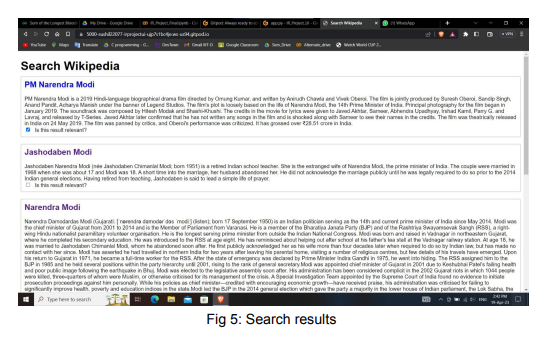 Sum of the Longest Bitonic
My Drive - Google Drive
IR_Project_Development - C
Gitpod: Always ready to c
app.py - IR_Project_19 - Co
Search Wikipedia
(1) WhatsApp
YouTube Maps Translate C programming - G... DevTown Gmail IIIT-D Google Classroom Sem_Drive Alternate_drive Watch World CUP 2...
Search Wikipedia
PM Narendra Modi
PM Narendra Modi is a 2019 Hindi-language biographical drama film directed by Omung Kumar, and written by Anirudh Chawla and Vivek Oberoi. The film is jointly produced by Suresh Oberoi, Sandip Singh,
Anand Pandit, Acharya Manish under the banner of Legend Studios. The film's plot is loosely based on the life of Narendra Modi, the 14th Prime Minister of India. Principal photography for the film began in
January 2019. The soundtrack was composed by Hitesh Modak and Shashi-Khushi. The credits in the movie for lyrics were given to Javed Akhtar, Sameer, Abhendra Upadhyay, Irshad Kamil, Parry G. and
Lavraj, and released by T-Series. Javed Akhtar later confirmed that he has not written any songs in the film and is shocked along with Sameer to see their names in the credits. The film was theatrically released
in India on 24 May 2019. The film was panned by critics, and Oberoi's performance was criticized. It has grossed over ₹28.51 crore in India.
Is this result relevant?
Jashodaben Modi
Jashodaben Narendra Modi (née Jashodaben Chimanlal Modi; born 1951) is a retired Indian school teacher. She is the estranged wife of Narendra Modi, the prime minister of India. The couple were married in
1968 when she was about 17 and Modi was 18. A short time into the marriage, her husband abandoned her. He did not acknowledge the marriage publicly until he was legally required to do so prior to the 2014
Indian general elections. Having retired from teaching, Jashodaben is said to lead a simple life of prayer.
Is this result relevant?
Narendra Modi
Narendra Damodardas Modi (Gujarati: (listen); born 17 September 1950) is an Indian politician serving as the 14th and current prime minister of India since May 2014. Modi was
the chief minister of Gujarat from 2001 to 2014 and is the Member of Parliament from Varanasi. He is a member of the Bharatiya Janata Party (BJP) and of the Rashtriya Swayamsevak Sangh (RSS), a right-
wing Hindu nationalist paramilitary volunteer organisation. He is the longest serving prime minister from outside the Indian National Congress. Modi was born and raised in Vadnagar in northeastern Gujarat,
where he completed his secondary education. He was introduced to the RSS at age eight. He has reminisced about helping out after school at his father's tea stall at the Vadnagar railway station. At age 18, he
was married to Jashodaben Chimanlal Modi, whom he abandoned soon after. He first publicly acknowledged her as his wife more than four decades later when required to do so by Indian law, but has made no
contact with her since. Modi has asserted he had travelled in northern India for two years after leaving his parental home, visiting a number of religious centres, but few details of his travels have emerged. Upon
his return to Gujarat in 1971, he became a full-time worker for the RSS. After the state of emergency was declared by Prime Minister Indira Gandhi in 1975, he went into hiding. The RSS assigned him to the
BJP in 1985 and he held several positions within the party hierarchy until 2001, rising to the rank of general secretary. Modi was appointed chief minister of Gujarat in 2001 due to Keshubhai Patel's failing health
and poor public image following the earthquake in Bhuj. Modi was elected to the legislative assembly soon after. His administration has been considered complicit in the 2002 Gujarat riots in which 1044 people
were killed, three-quarters of whom were Muslim, or otherwise criticised for its management of the crisis. A Special Investigation Team appointed by the Supreme Court of India found no evidence to initiate
prosecution proceedings against him personally. While his policies as chief minister—credited with encouraging economic growth—have received praise, his administration was criticised for failing to
significantly improve health, poverty and education indices in the state. Modi led the BJP in the 2014 general election which gave the party a majority in the lower house of Indian parliament, the Lok Sabha, the
Type here to search
ENG
2:43 PM
19-Apr-23
Fig 5: Search results